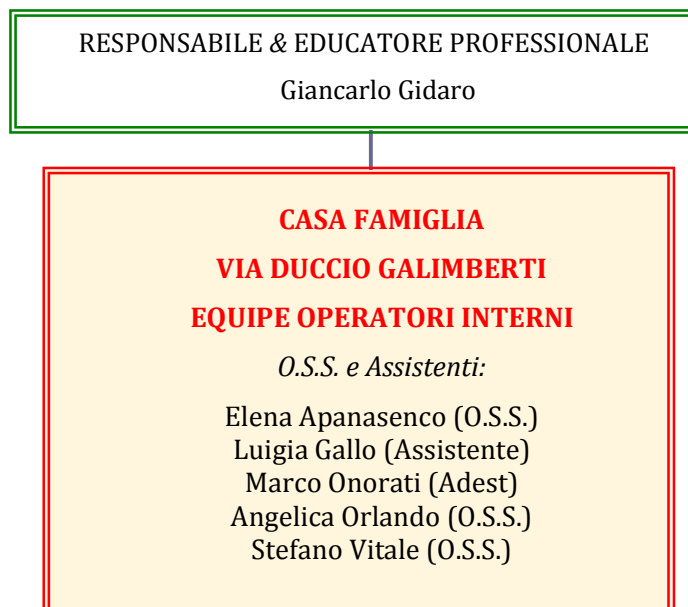 RESPONSABILE & EDUCATORE PROFESSIONALE
Giancarlo Gidaro
CASA FAMIGLIA
VIA DUCCIO GALIMBERTI
EQUIPE OPERATORI INTERNI
O.S.S. e Assistenti:
Elena Apanasenco (O.S.S.)
Luigia Gallo (Assistente)
Marco Onorati (Adest)
Angelica Orlando (O.S.S.)
Stefano Vitale (O.S.S.)